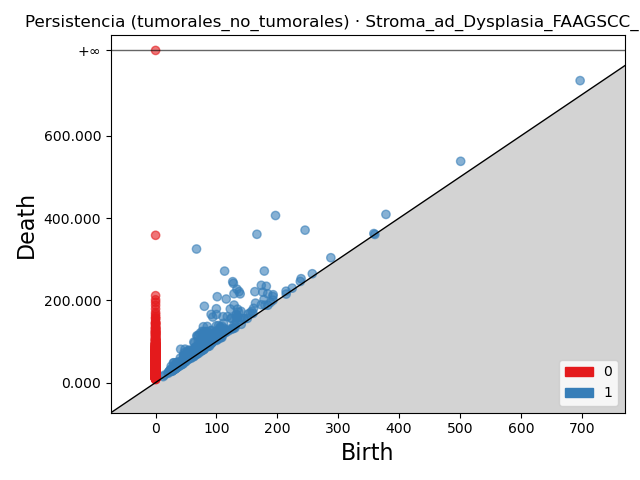 Persistencia (tumorales_no_tumorales) · Stroma_ad_Dysplasia_FAAGSCC_
+∞
600.000
400.000
200.000
0.000
Death
0
1
0 100 200 300 400 500 600 700
Birth